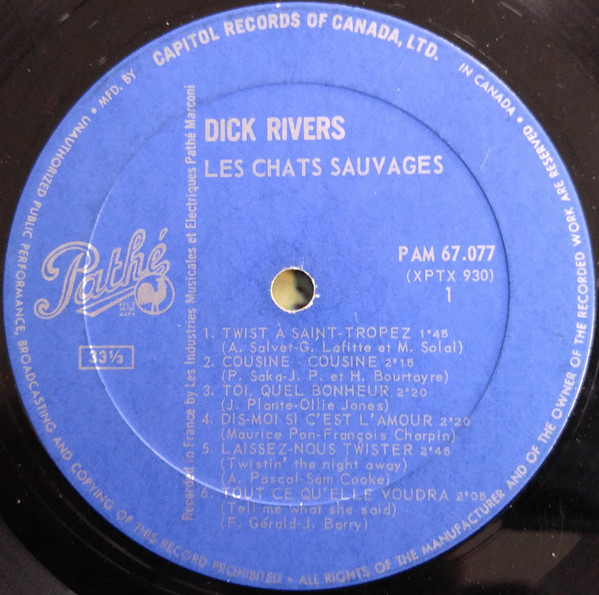 MFD. BY CAPITOL RECORDS OF CANADA, LTD. IN CANADA •
UNAUTHORIZED PUBLIC PERFORMANCE, BROADCASTING AND COPYING OF THIS RECORD PROHIBITED • ALL RIGHTS OF THE MANUFACTURER AND OF THE OWNER OF THE RECORDED WORK ARE RESERVED •
Recorded in France by Les Industries Musicales et Electriques Pathé Marconi
DICK RIVERS
LES CHATS SAUVAGES
Pathé
33⅓
PAM 67.077
(XPTX 930)
1
1. TWIST À SAINT-TROPEZ 1"45
(A. Salvet-G. Lafitte et M. Solal)
2. COUSINE - COUSINE 2"15
(P. Saka-J. P. et H. Bourtayre)
3. TOI, QUEL BONHEUR 2"20
(J. Plante-Ollie Jones)
4. DIS-MOI SI C'EST L'AMOUR 2"20
(Maurice Pon-François Charpin)
5. LAISSEZ-NOUS TWISTER 2"45
(Twistin' the night away)
(A. Pascal-Sam Cooke)
6. TOUT CE QU'ELLE VOUDRA 2"05
(Tell me what she said)
(F. Gérald-J. Barry)